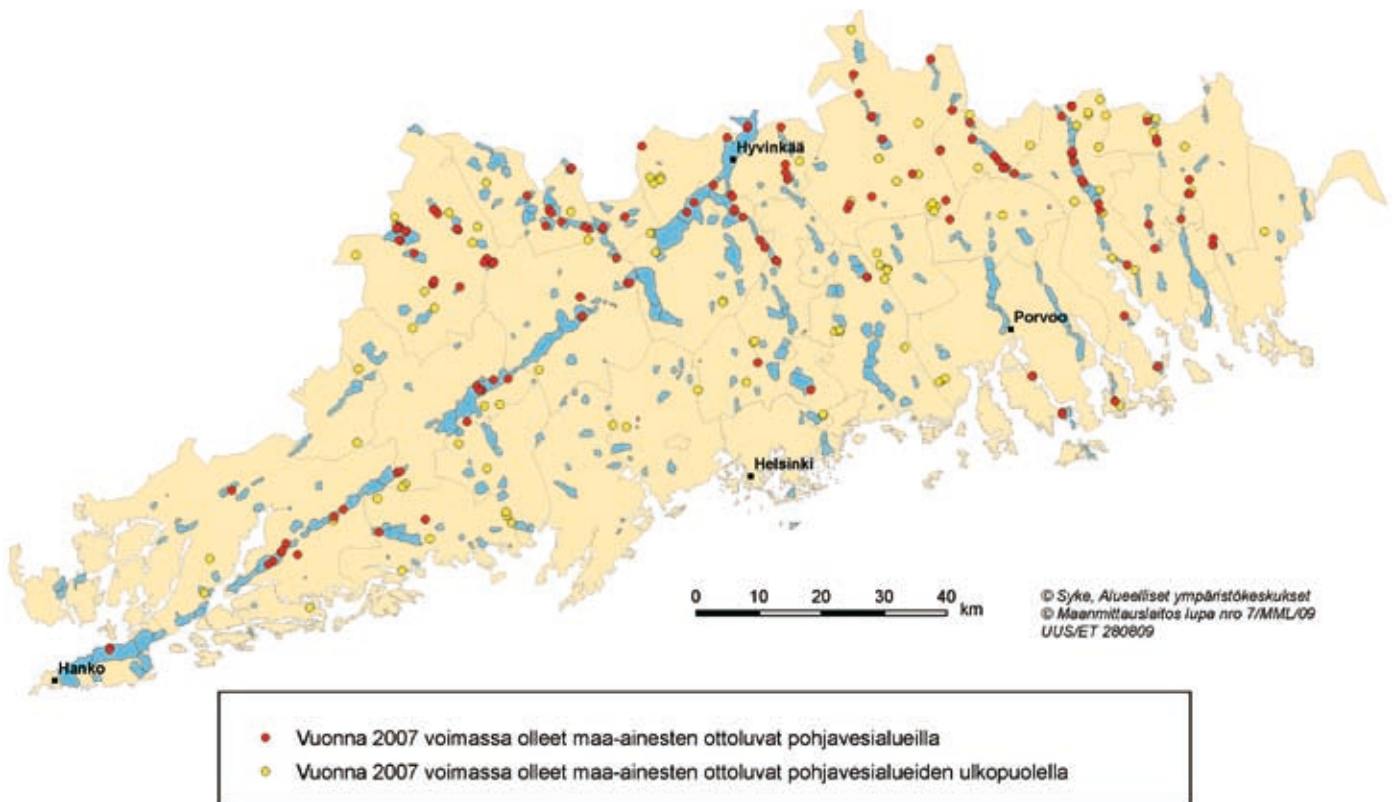 Hyvinkää
Porvoo
Helsinki
Hanko
0 10 20 30 40 km
© Syke, Alueelliset ympäristökeskukset
© Maanmittauslaitos lupa nro 7/MML/09
UUS/ET 280809
Vuonna 2007 voimassa olleet maa-ainesten ottoluvat pohjavesialueilla
Vuonna 2007 voimassa olleet maa-ainesten ottoluvat pohjavesialueiden ulkopuolella